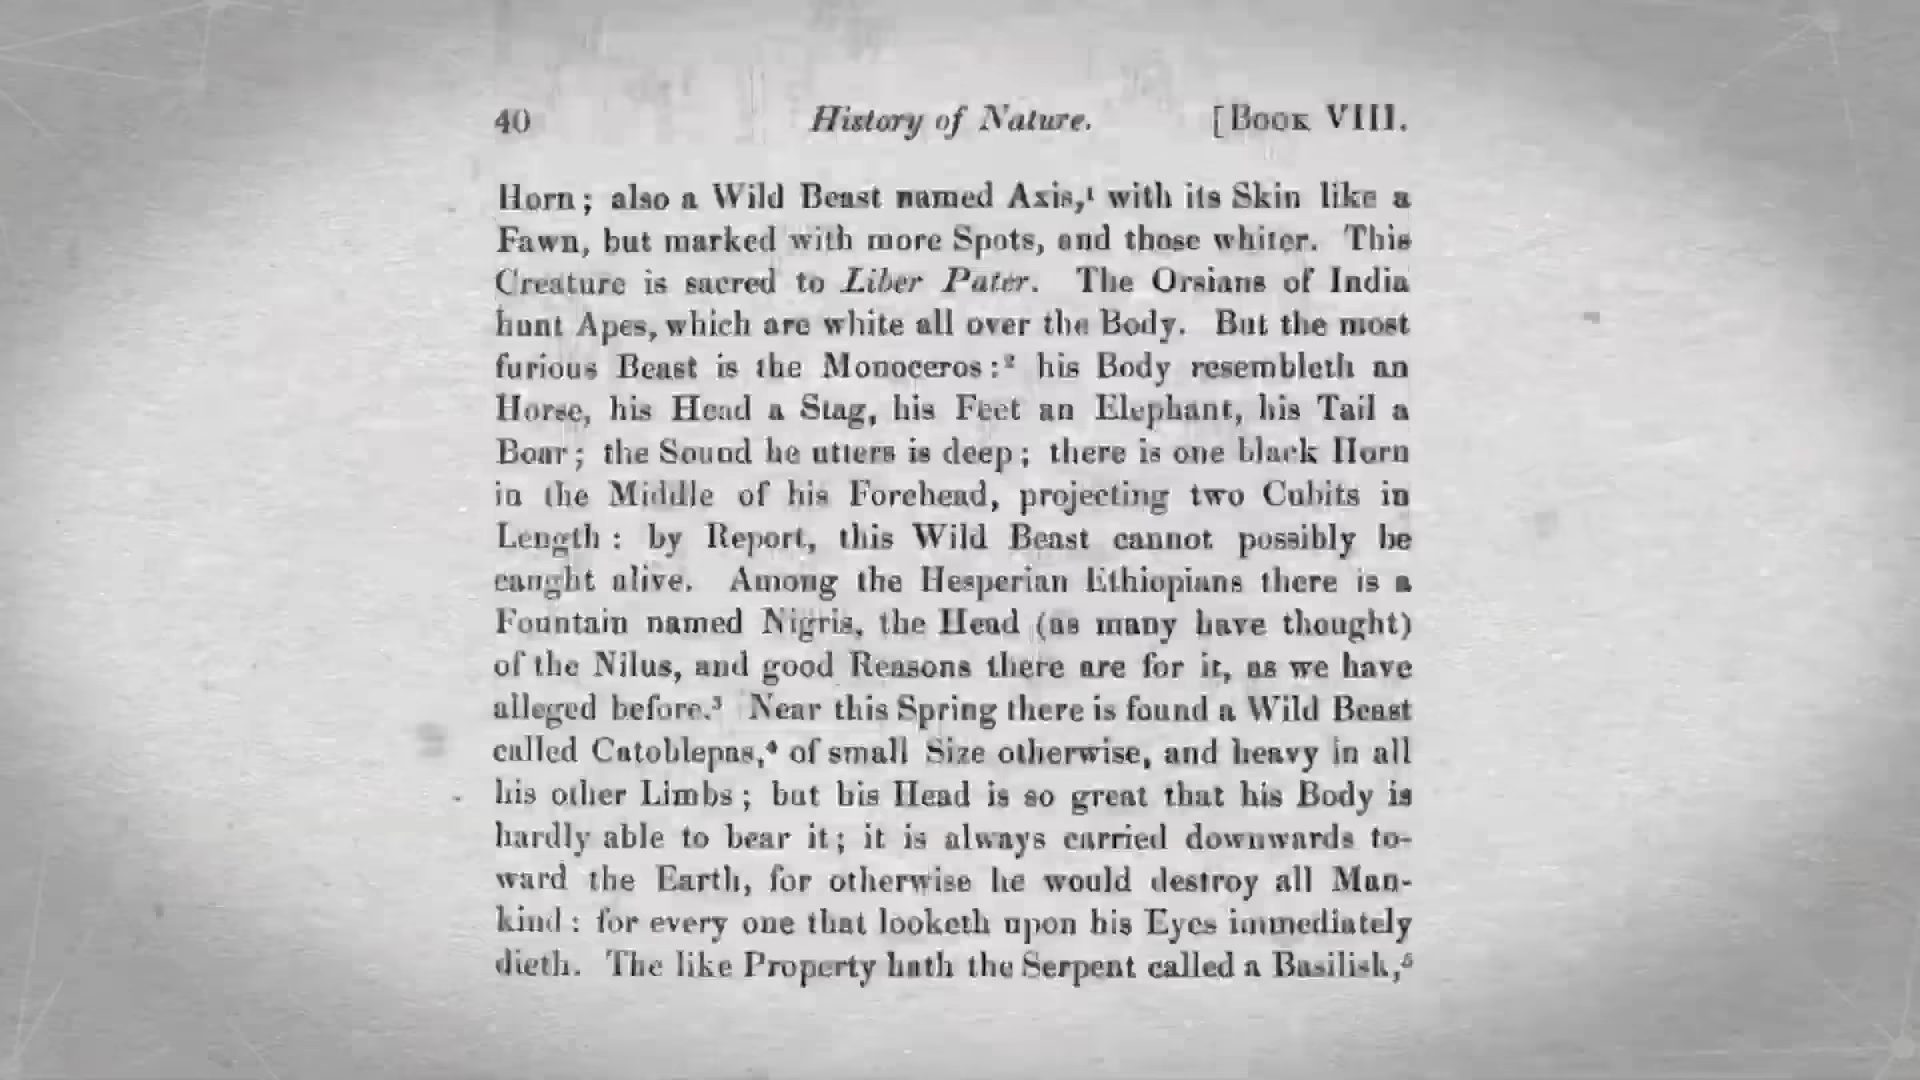 40 History of Nature. [Book VIII.
Horn; also a Wild Beast named Axis,¹ with its Skin like a
Fawn, but marked with more Spots, and those whiter. This
Creature is sacred to Liber Pater. The Orsians of India
hunt Apes, which are white all over the Body. But the most
furious Beast is the Monoceros:² his Body resembleth an
Horse, his Head a Stag, his Feet an Elephant, his Tail a
Boar; the Sound he utters is deep; there is one black Horn
in the Middle of his Forehead, projecting two Cubits in
Length: by Report, this Wild Beast cannot possibly be
caught alive. Among the Hesperian Ethiopians there is a
Fountain named Nigris, the Head (as many have thought)
of the Nilus, and good Reasons there are for it, as we have
alleged before.³ Near this Spring there is found a Wild Beast
called Catoblepas,⁴ of small Size otherwise, and heavy in all
his other Limbs; but his Head is so great that his Body is
hardly able to bear it; it is always carried downwards to-
ward the Earth, for otherwise he would destroy all Man-
kind: for every one that looketh upon his Eyes immediately
dieth. The like Property hath the Serpent called a Basilisk,⁵